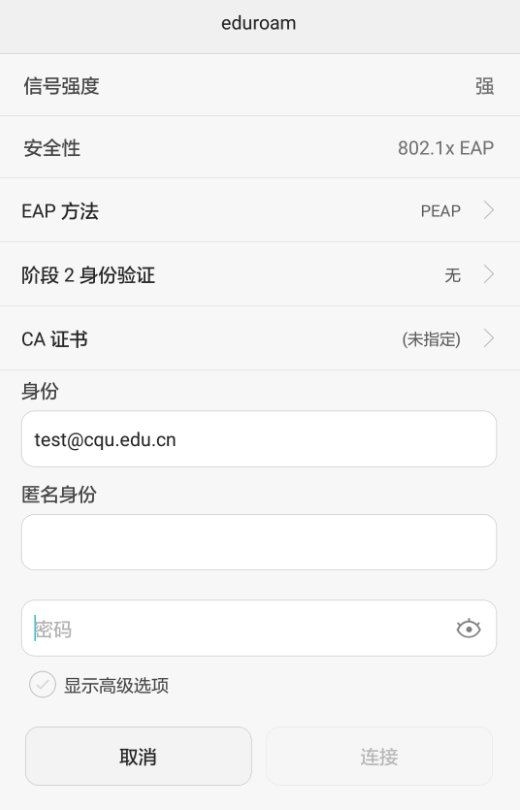 eduroam
信号强度 强
安全性 802.1x EAP
EAP 方法 PEAP
阶段 2 身份验证 无
CA 证书 (未指定)
身份
test@cqu.edu.cn
匿名身份
密码
显示高级选项
取消 连接